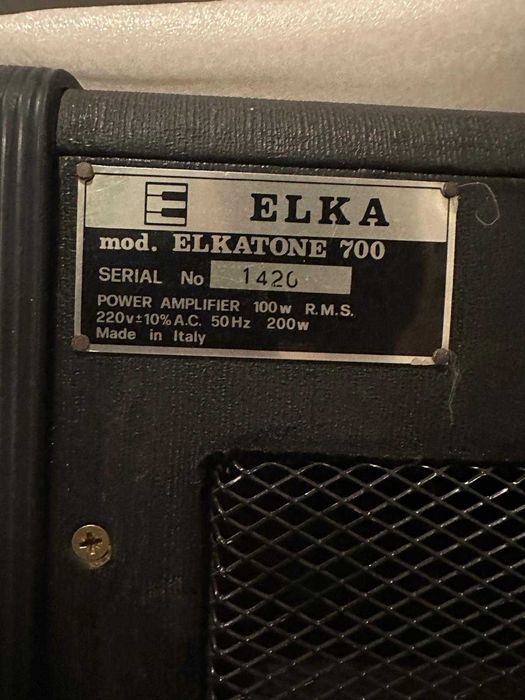 ELKA
mod. ELKATONE 700
SERIAL No 1420
POWER AMPLIFIER 100w R.M.S.
220v±10% A.C. 50Hz 200w
Made in Italy